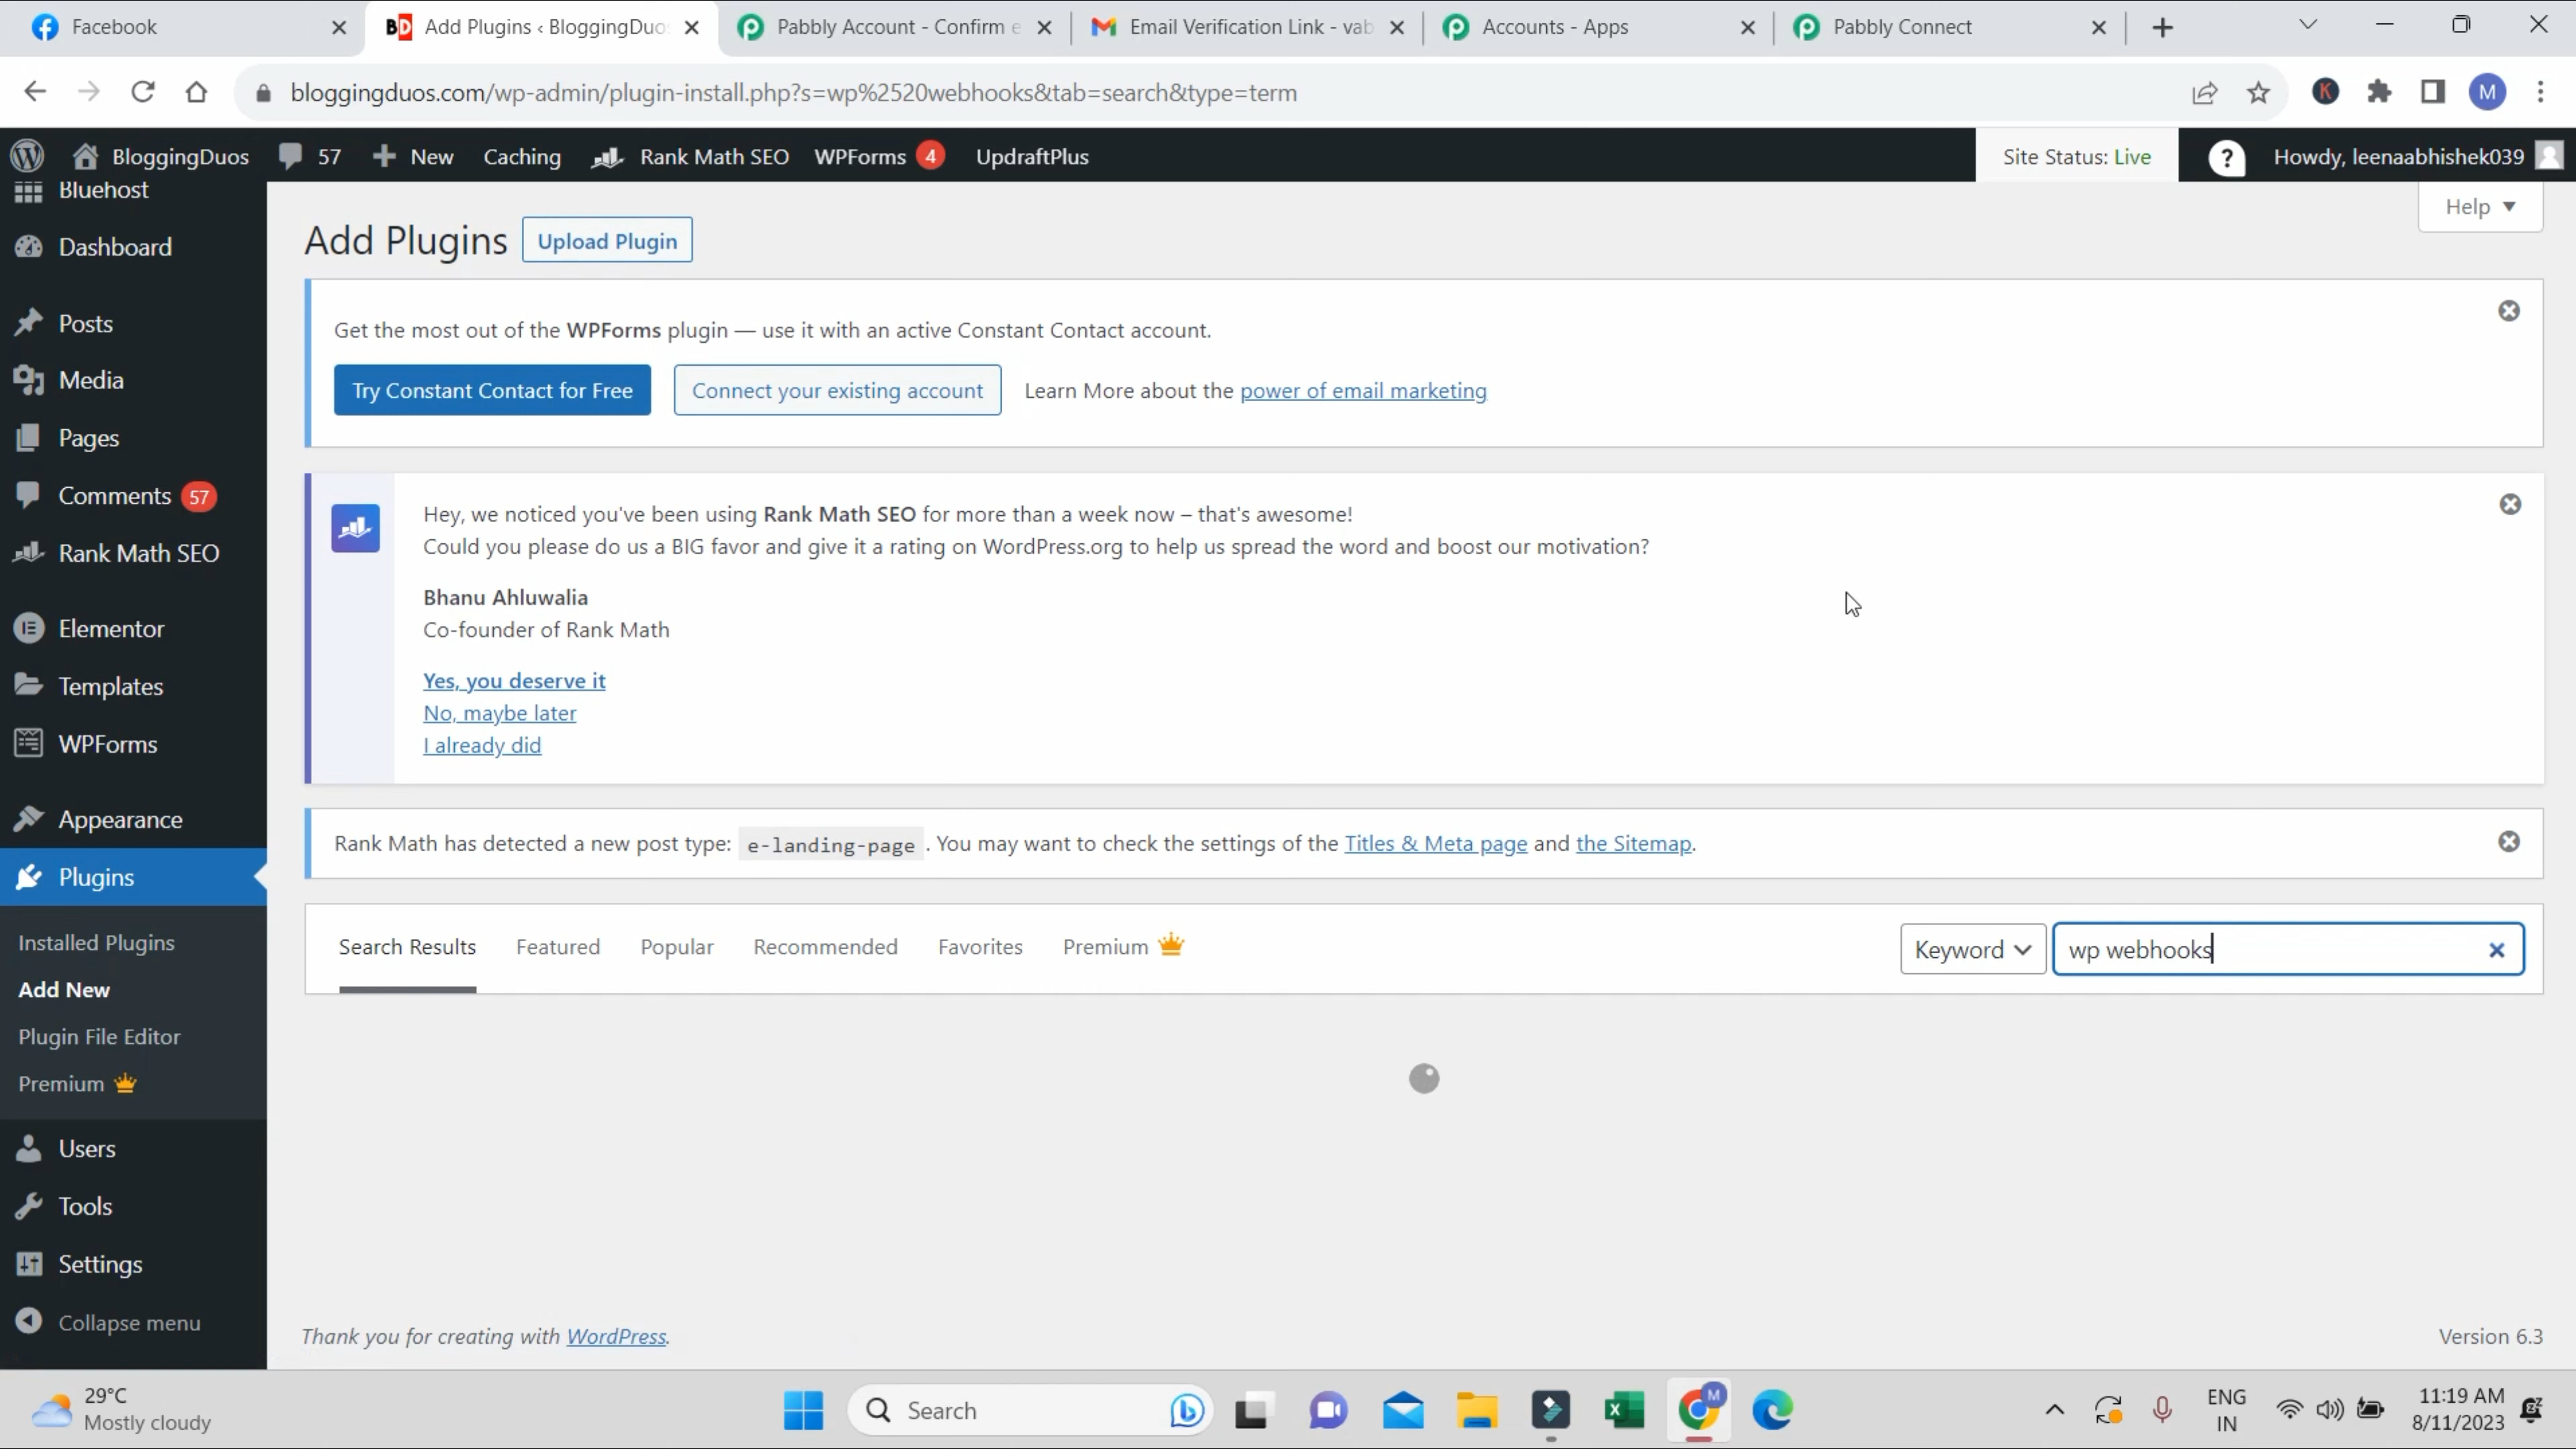 Facebook
BD Add Plugins ‹ BloggingDuo
Pabbly Account - Confirm e
Email Verification Link - vab
Accounts - Apps
Pabbly Connect
bloggingduos.com/wp-admin/plugin-install.php?s=wp%2520webhooks&tab=search&type=term
K
M
BloggingDuos
57
New
Caching
Rank Math SEO
WPForms 4
UpdraftPlus
Site Status: Live
?
Howdy, leenaabhishek039
Bluehost
Dashboard
Posts
Media
Pages
Comments 57
Rank Math SEO
Elementor
Templates
WPForms
Appearance
Plugins
Installed Plugins
Add New
Plugin File Editor
Premium
Users
Tools
Settings
Collapse menu
Help
Add Plugins
Upload Plugin
Get the most out of the WPForms plugin — use it with an active Constant Contact account.
Try Constant Contact for Free
Connect your existing account
Learn More about the power of email marketing
Hey, we noticed you've been using Rank Math SEO for more than a week now – that's awesome!
Could you please do us a BIG favor and give it a rating on WordPress.org to help us spread the word and boost our motivation?
Bhanu Ahluwalia
Co-founder of Rank Math
Yes, you deserve it
No, maybe later
I already did
Rank Math has detected a new post type: e-landing-page . You may want to check the settings of the Titles & Meta page and the Sitemap.
Search Results
Featured
Popular
Recommended
Favorites
Premium
Keyword
wp webhooks
Thank you for creating with WordPress.
Version 6.3
29°C
Mostly cloudy
Search
M
ENG
IN
11:19 AM
8/11/2023